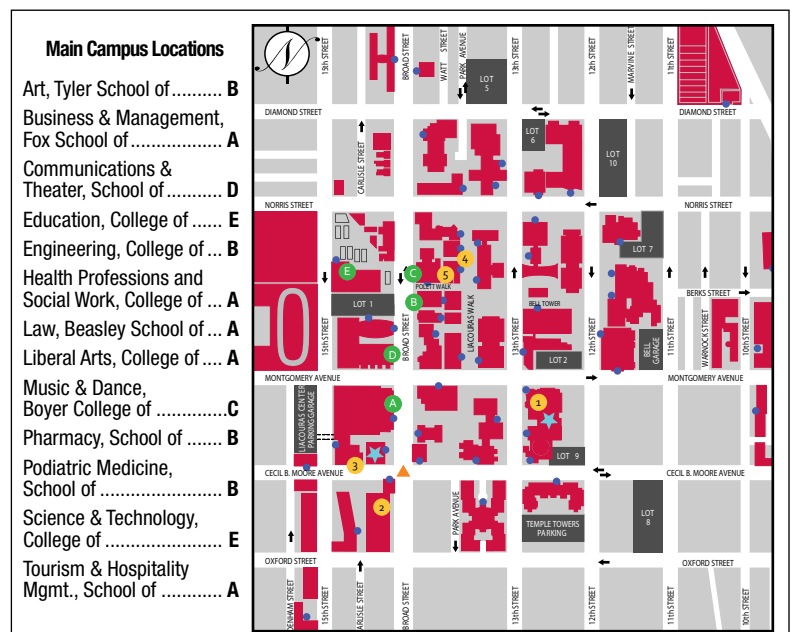 Main Campus Locations
Art, Tyler School of.......... B
Business & Management,
Fox School of ................... A
Communications &
Theater, School of ........... D
Education, College of ...... E
Engineering, College of ... B
Health Professions and
Social Work, College of ... A
Law, Beasley School of ... A
Liberal Arts, College of ... A
Music & Dance,
Boyer College of ..............C
Pharmacy, School of ....... B
Podiatric Medicine,
School of ......................... B
Science & Technology,
College of ........................ E
Tourism & Hospitality
Mgmt., School of ............ A
N
15th STREET
BROAD STREET
WATT STREET
PARK AVENUE
LOT 5
13th STREET
12th STREET
MARVINE STREET
11th STREET
DIAMOND STREET
DIAMOND STREET
CARLISLE STREET
LOT 6
LOT 10
NORRIS STREET
NORRIS STREET
LOT 7
E
C
5
4
POLETT WALK
BERKS STREET
LOT 1
B
BELL TOWER
15th STREET
BROAD STREET
LIACOURAS WALK
13th STREET
12th STREET
BELL GARAGE
11th STREET
WARNOCK STREET
10th STREET
D
LOT 2
MONTGOMERY AVENUE
MONTGOMERY AVENUE
LIACOURAS CENTER
PARKING GARAGE
A
1
3
LOT 9
CECIL B. MOORE AVENUE
CECIL B. MOORE AVENUE
2
PARK AVENUE
TEMPLE TOWERS
PARKING
LOT 8
OXFORD STREET
OXFORD STREET
DENHAM STREET
15th STREET
ARLISLE STREET
BROAD STREET
13th STREET
12th STREET
11th STREET
10th STREET